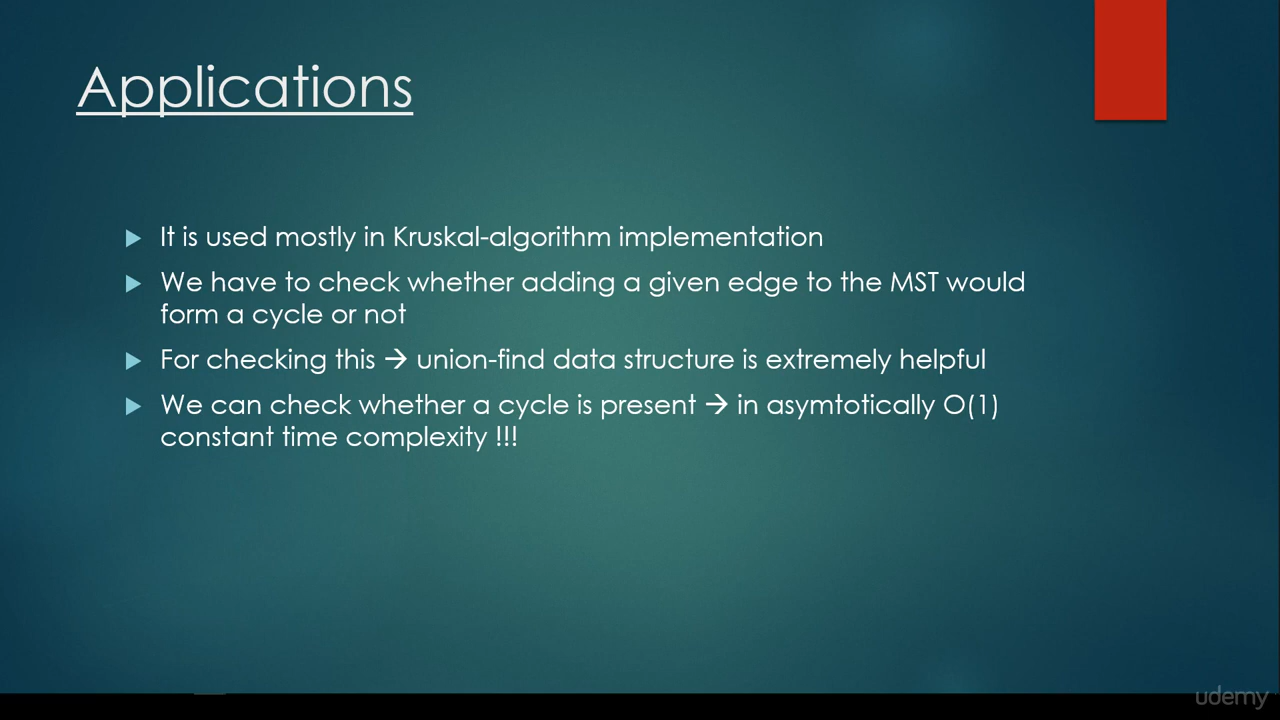 Applications
It is used mostly in Kruskal-algorithm implementation
We have to check whether adding a given edge to the MST would
form a cycle or not
For checking this → union-find data structure is extremely helpful
We can check whether a cycle is present → in asymtotically O(1)
constant time complexity !!!
udemy